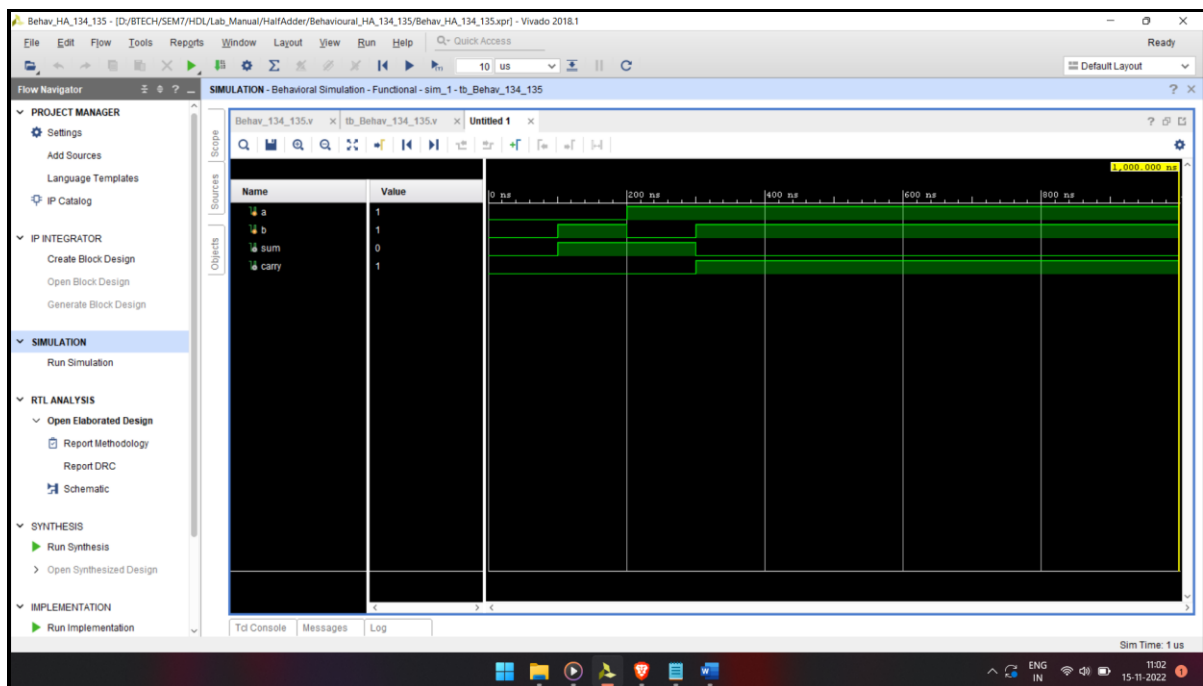 Behav_HA_134_135 - [D:/BTECH/SEM7/HDL/Lab_Manual/HalfAdder/Behavioural_HA_134_135/Behav_HA_134_135.xpr] - Vivado 2018.1
File Edit Flow Tools Reports Window Layout View Run Help Q- Quick Access
Ready
10 us
Default Layout
Flow Navigator
PROJECT MANAGER
Settings
Add Sources
Language Templates
IP Catalog
IP INTEGRATOR
Create Block Design
Open Block Design
Generate Block Design
SIMULATION
Run Simulation
RTL ANALYSIS
Open Elaborated Design
Report Methodology
Report DRC
Schematic
SYNTHESIS
Run Synthesis
Open Synthesized Design
IMPLEMENTATION
Run Implementation
SIMULATION - Behavioral Simulation - Functional - sim_1 - tb_Behav_134_135
Scope
Sources
Objects
Behav_134_135.v tb_Behav_134_135.v Untitled 1
1,000.000 ns
Name Value
0 ns 200 ns 400 ns 600 ns 800 ns
a 1
b 1
sum 0
carry 1
Tcl Console Messages Log
Sim Time: 1 us
ENG
IN
11:02
15-11-2022
1